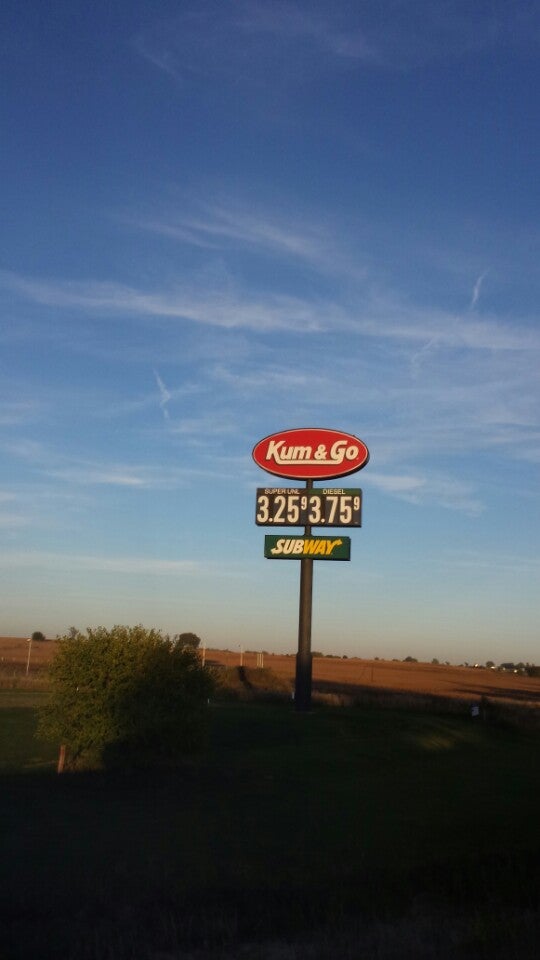 Kum & Go
SUPER UNL DIESEL
3.25⁹ 3.75⁹
SUBWAY